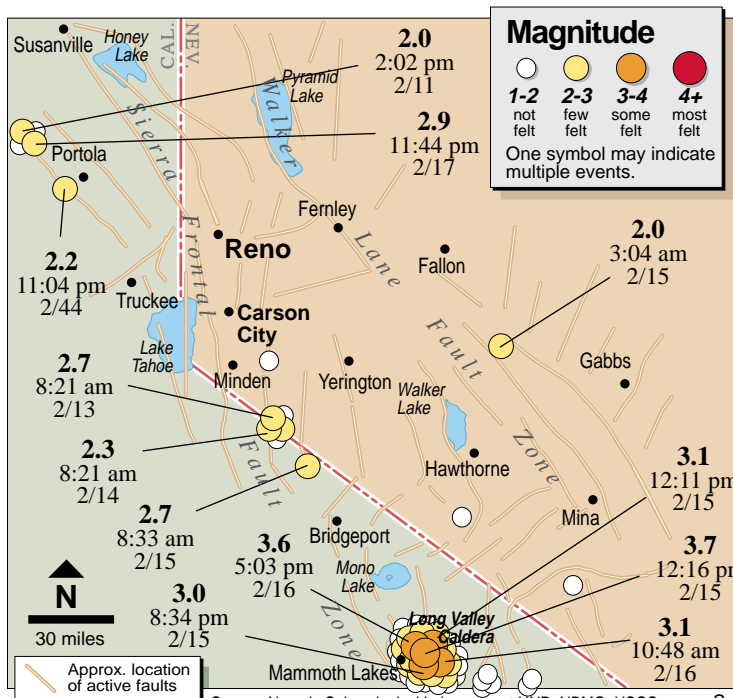 Susanville
Honey
Lake
CAL.
NEV.
2.0
2:02 pm
2/11
Pyramid
Lake
Magnitude
1-2
2-3
3-4
4+
not
felt
few
felt
some
felt
most
felt
One symbol may indicate
multiple events.
2.9
11:44 pm
2/17
Portola
Sierra
Frontal
Fault
Zone
Walker
Lane
Fault
Zone
Fernley
Reno
Fallon
2.0
3:04 am
2/15
2.2
11:04 pm
2/44
Truckee
Carson
City
Lake
Tahoe
Minden
Yerington
Walker
Lake
Gabbs
2.7
8:21 am
2/13
2.3
8:21 am
2/14
Hawthorne
3.1
12:11 pm
2/15
2.7
8:33 am
2/15
Bridgeport
Mina
3.6
5:03 pm
2/16
Mono
Lake
3.7
12:16 pm
2/15
N
30 miles
3.0
8:34 pm
2/15
Long Valley
Caldera
3.1
10:48 am
2/16
Mammoth Lakes
Approx. location
of active faults